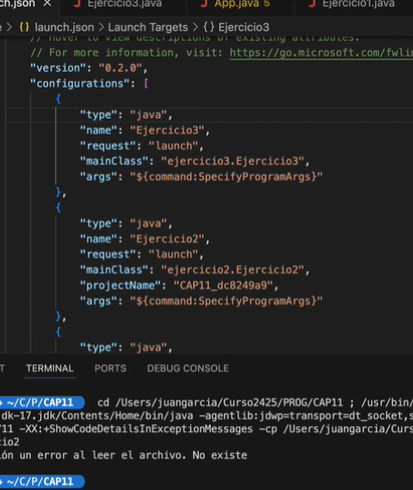 ch.json × J Ejercicio3.java J App.java 5 J Ejercicio1.java
e > {} launch.json > Launch Targets > {} Ejercicio3
// Hover to view descriptions of existing attributes.
// For more information, visit: https://go.microsoft.com/fwlin
"version": "0.2.0",
"configurations": [
{
"type": "java",
"name": "Ejercicio3",
"request": "launch",
"mainClass": "ejercicio3.Ejercicio3",
"args": "${command:SpecifyProgramArgs}"
},
{
"type": "java",
"name": "Ejercicio2",
"request": "launch",
"mainClass": "ejercicio2.Ejercicio2",
"projectName": "CAP11_dc8249a9",
"args": "${command:SpecifyProgramArgs}"
},
{
"type": "java",
T TERMINAL PORTS DEBUG CONSOLE
~/C/P/CAP11 cd /Users/juangarcia/Curso2425/PROG/CAP11 ; /usr/bin/
dk-17.jdk/Contents/Home/bin/java -agentlib:jdwp=transport=dt_socket,s
/11 -XX:+ShowCodeDetailsInExceptionMessages -cp /Users/juangarcia/Curs
cio2
ión un error al leer el archivo. No existe
~/C/P/CAP11